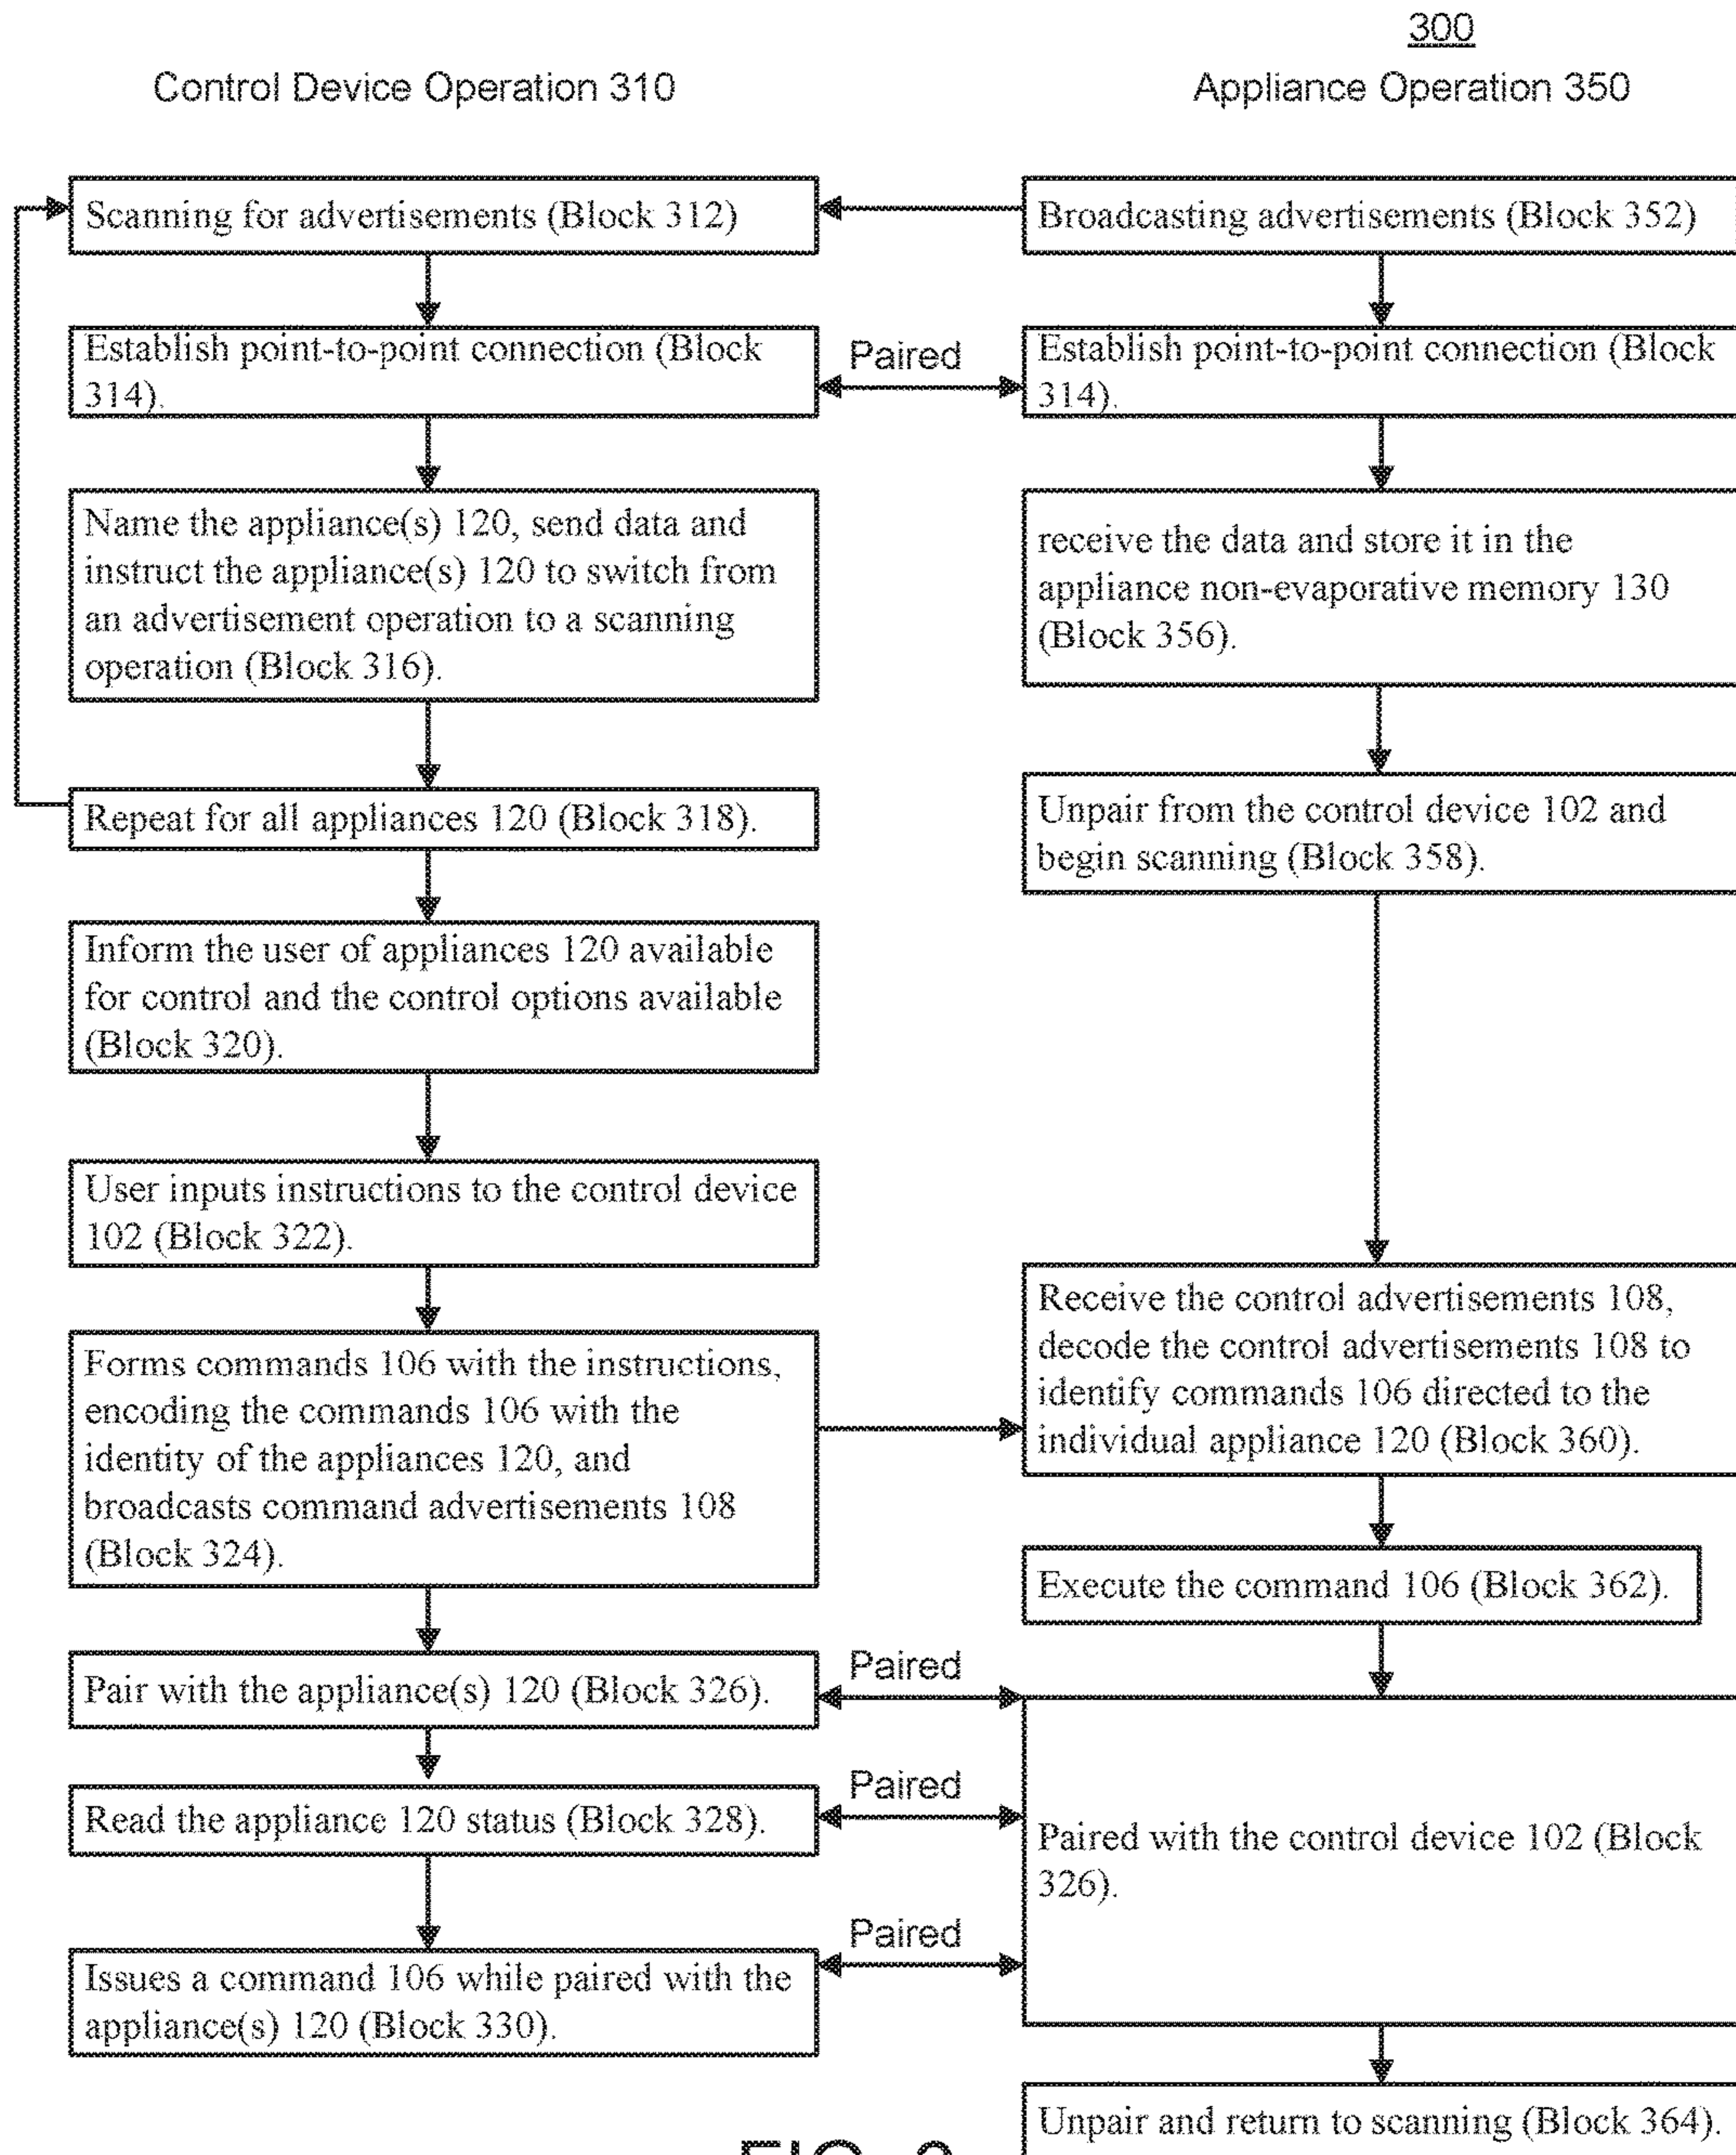 300
Control Device Operation 310
Appliance Operation 350
Scanning for advertisements (Block 312)
Broadcasting advertisements (Block 352)
Establish point-to-point connection (Block
314).
Paired
Establish point-to-point connection (Block
314).
Name the appliance(s) 120, send data and
instruct the appliance(s) 120 to switch from
an advertisement operation to a scanning
operation (Block 316).
receive the data and store it in the
appliance non-evaporative memory 130
(Block 356).
Repeat for all appliances 120 (Block 318).
Unpair from the control device 102 and
begin scanning (Block 358).
Inform the user of appliances 120 available
for control and the control options available
(Block 320).
User inputs instructions to the control device
102 (Block 322).
Forms commands 106 with the instructions,
encoding the commands 106 with the
identity of the appliances 120, and
broadcasts command advertisements 108
(Block 324).
Receive the control advertisements 108,
decode the control advertisements 108 to
identify commands 106 directed to the
individual appliance 120 (Block 360).
Execute the command 106 (Block 362).
Pair with the appliance(s) 120 (Block 326).
Paired
Read the appliance 120 status (Block 328).
Paired
Paired with the control device 102 (Block
326).
Issues a command 106 while paired with the
appliance(s) 120 (Block 330).
Paired
Unpair and return to scanning (Block 364).